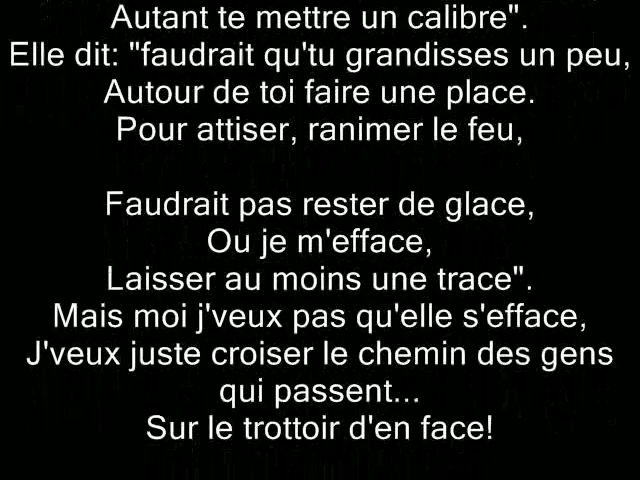 Autant te mettre un calibre".
Elle dit: "faudrait qu'tu grandisses un peu,
Autour de toi faire une place.
Pour attiser, ranimer le feu,
Faudrait pas rester de glace,
Ou je m'efface,
Laisser au moins une trace".
Mais moi j'veux pas qu'elle s'efface,
J'veux juste croiser le chemin des gens
qui passent...
Sur le trottoir d'en face!